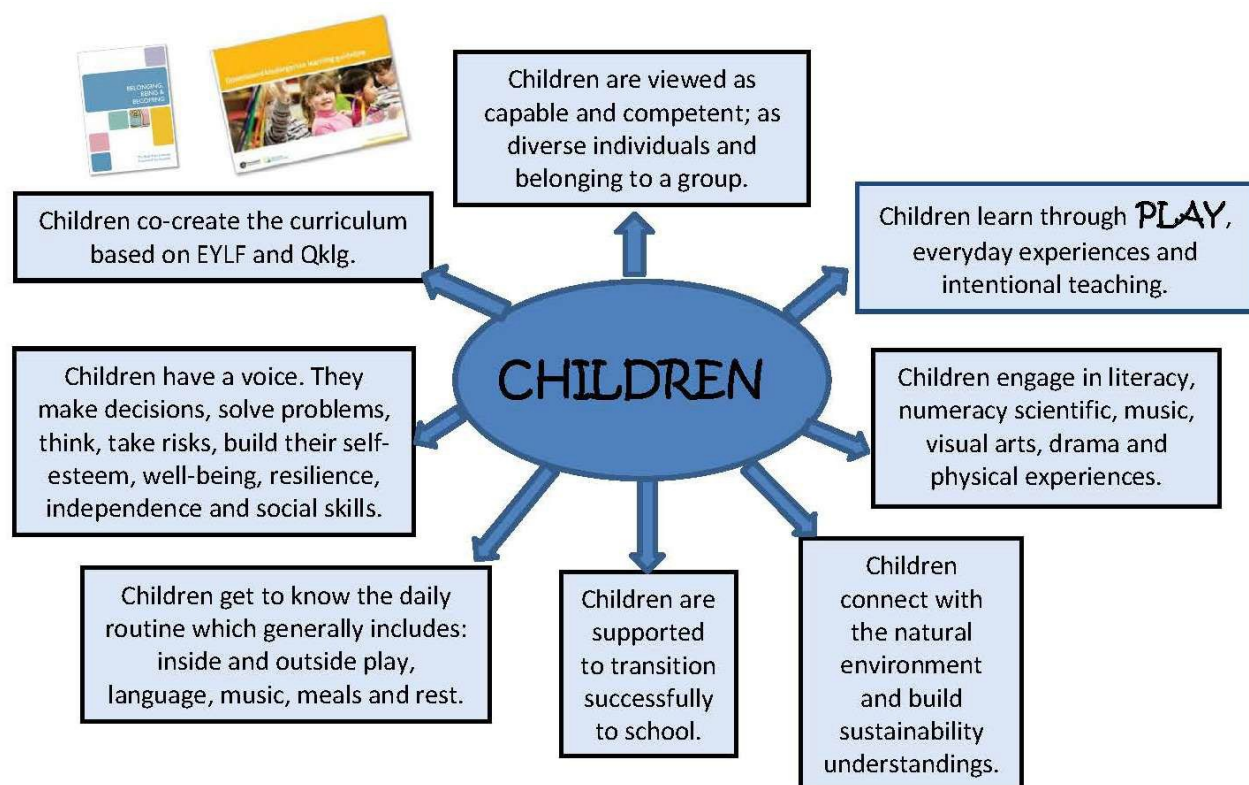 BELONGING,
BEING &
BECOMING
Queensland kindergarten learning guideline
Children are viewed as
capable and competent; as
diverse individuals and
belonging to a group.
Children co-create the curriculum
based on EYLF and Qklg.
Children learn through PLAY,
everyday experiences and
intentional teaching.
CHILDREN
Children have a voice. They
make decisions, solve problems,
think, take risks, build their self-
esteem, well-being, resilience,
independence and social skills.
Children engage in literacy,
numeracy scientific, music,
visual arts, drama and
physical experiences.
Children get to know the daily
routine which generally includes:
inside and outside play,
language, music, meals and rest.
Children are
supported
to transition
successfully
to school.
Children
connect with
the natural
environment
and build
sustainability
understandings.